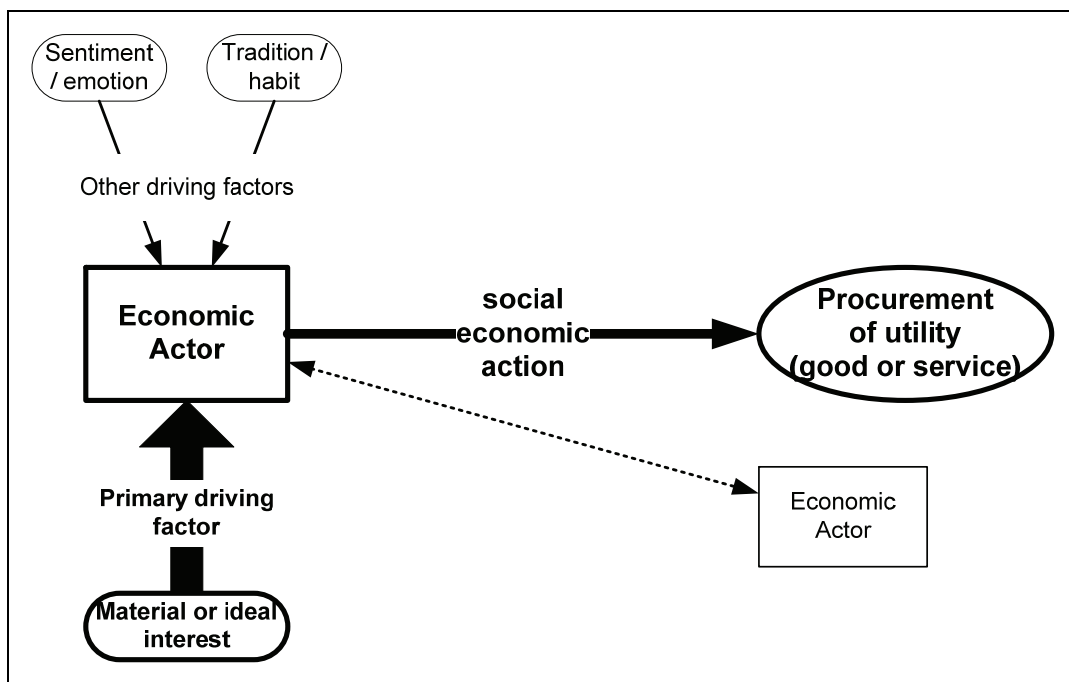 Sentiment
/ emotion
Tradition /
habit
Other driving factors
Economic
Actor
social
economic
action
Procurement
of utility
(good or service)
Economic
Actor
Primary driving
factor
Material or ideal
interest